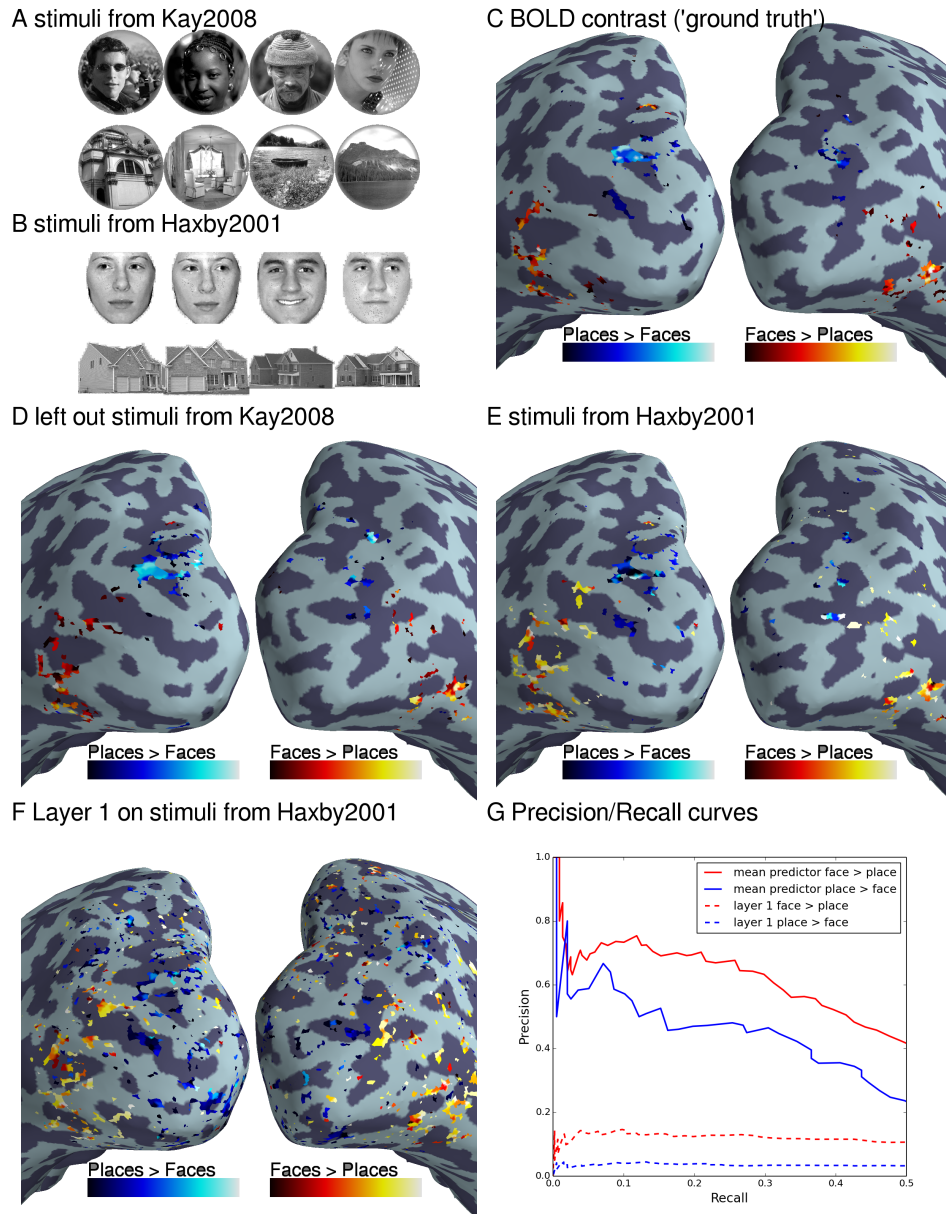 A stimuli from Kay2008
B stimuli from Haxby2001
C BOLD contrast ('ground truth')
Places > Faces
Faces > Places
D left out stimuli from Kay2008
Places > Faces
Faces > Places
E stimuli from Haxby2001
Places > Faces
Faces > Places
F Layer 1 on stimuli from Haxby2001
Places > Faces
Faces > Places
G Precision/Recall curves
mean predictor face > place
mean predictor place > face
layer 1 face > place
layer 1 place > face
Precision
1.0
0.8
0.6
0.4
0.2
0.0
0.0
0.1
0.2
0.3
0.4
0.5
Recall